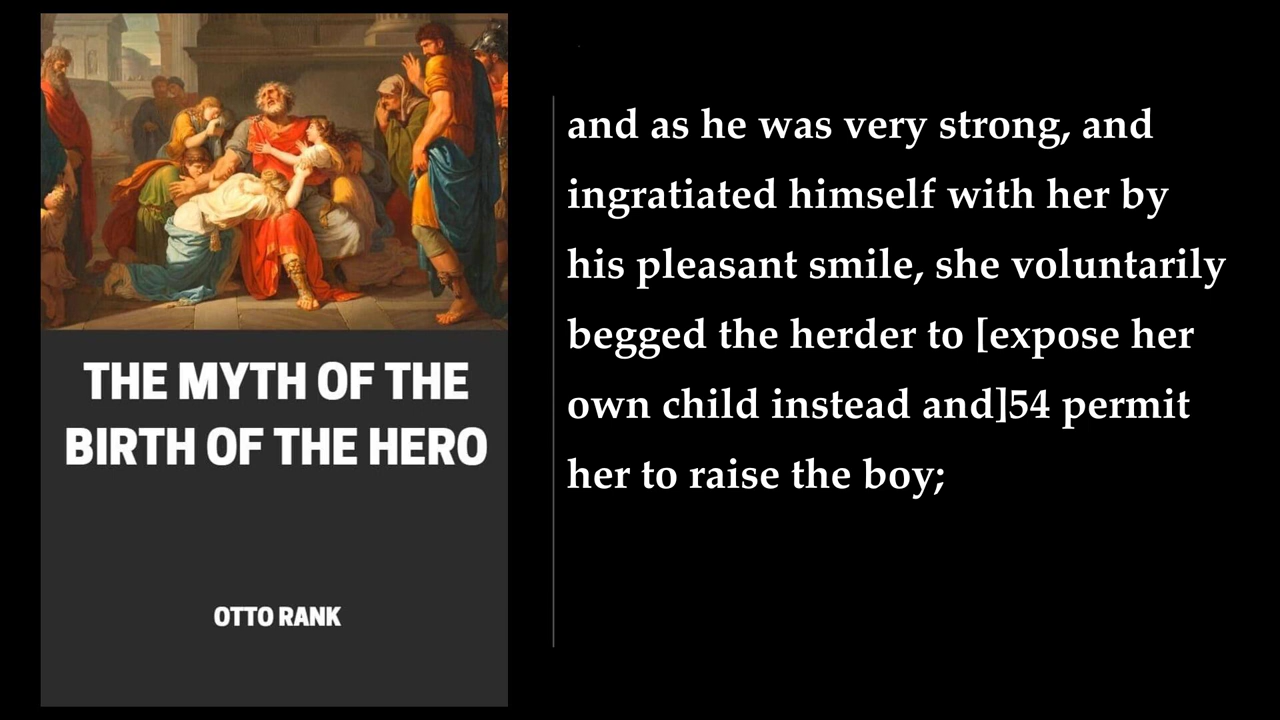 THE MYTH OF THE
BIRTH OF THE HERO
OTTO RANK
and as he was very strong, and
ingratiated himself with her by
his pleasant smile, she voluntarily
begged the herder to [expose her
own child instead and]54 permit
her to raise the boy;